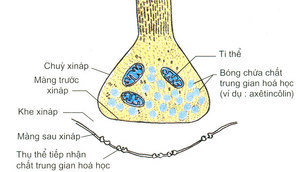 Chuỳ xináp
Màng trước
xináp
Khe xináp
Màng sau xináp
Thụ thể tiếp nhận
chất trung gian hoá học
Ti thể
Bóng chứa chất
trung gian hoá học
(ví dụ : axêtincôlin)